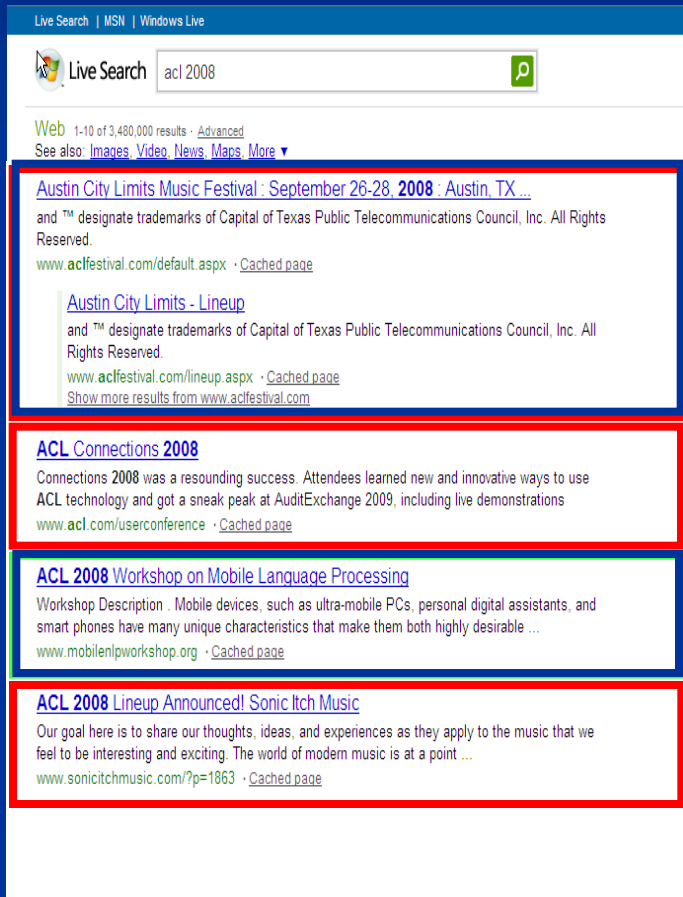 Live Search | MSN | Windows Live
Live Search acl 2008
Web 1-10 of 3,480,000 results · Advanced
See also: Images, Video, News, Maps, More ▼
Austin City Limits Music Festival : September 26-28, 2008 : Austin, TX ...
and ™ designate trademarks of Capital of Texas Public Telecommunications Council, Inc. All Rights
Reserved.
www.aclfestival.com/default.aspx · Cached page
Austin City Limits - Lineup
and ™ designate trademarks of Capital of Texas Public Telecommunications Council, Inc. All
Rights Reserved.
www.aclfestival.com/lineup.aspx · Cached page
Show more results from www.aclfestival.com
ACL Connections 2008
Connections 2008 was a resounding success. Attendees learned new and innovative ways to use
ACL technology and got a sneak peak at AuditExchange 2009, including live demonstrations
www.acl.com/userconference · Cached page
ACL 2008 Workshop on Mobile Language Processing
Workshop Description . Mobile devices, such as ultra-mobile PCs, personal digital assistants, and
smart phones have many unique characteristics that make them both highly desirable ...
www.mobilenlpworkshop.org · Cached page
ACL 2008 Lineup Announced! Sonic Itch Music
Our goal here is to share our thoughts, ideas, and experiences as they apply to the music that we
feel to be interesting and exciting. The world of modern music is at a point ...
www.sonicitchmusic.com/?p=1863 · Cached page